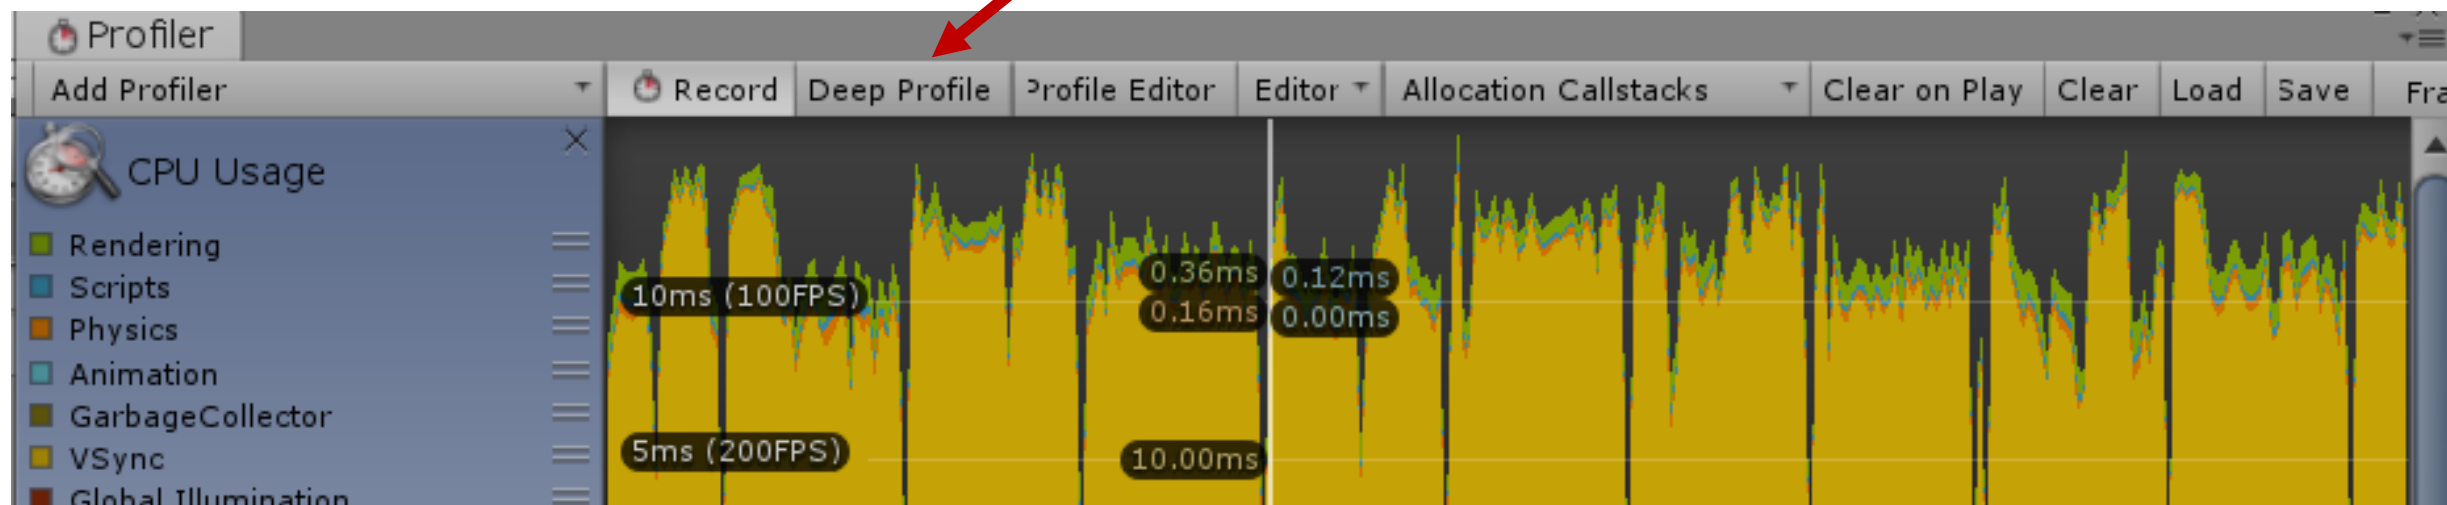 Profiler
Add Profiler Record Deep Profile Profile Editor Editor Allocation Callstacks Clear on Play Clear Load Save Fra
CPU Usage
Rendering
Scripts
Physics
Animation
GarbageCollector
VSync
Global Illumination
10ms (100FPS)
5ms (200FPS)
0.36ms 0.12ms
0.16ms 0.00ms
10.00ms